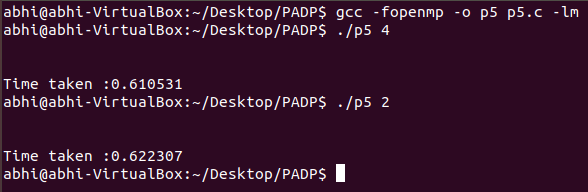 abhi@abhi-VirtualBox:~/Desktop/PADP$ gcc -fopenmp -o p5 p5.c -lm
abhi@abhi-VirtualBox:~/Desktop/PADP$ ./p5 4
Time taken :0.610531
abhi@abhi-VirtualBox:~/Desktop/PADP$ ./p5 2
Time taken :0.622307
abhi@abhi-VirtualBox:~/Desktop/PADP$